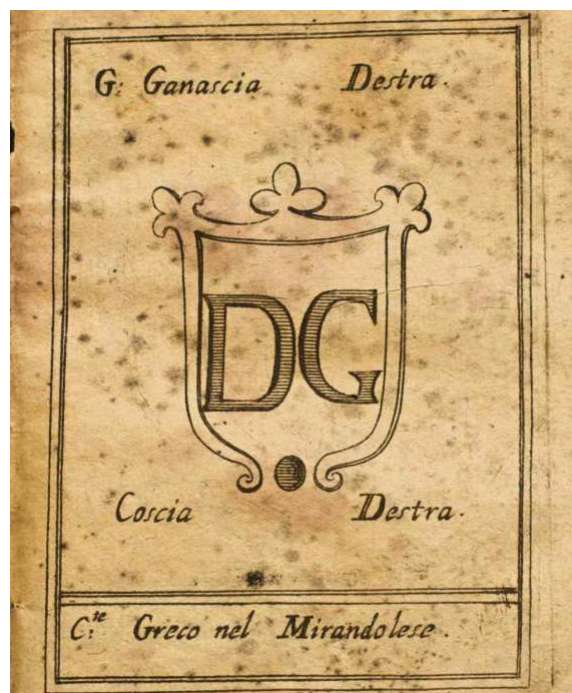 G: Ganascia Destra.
DG
Coscia Destra.
C:te Greco nel Mirandolese.